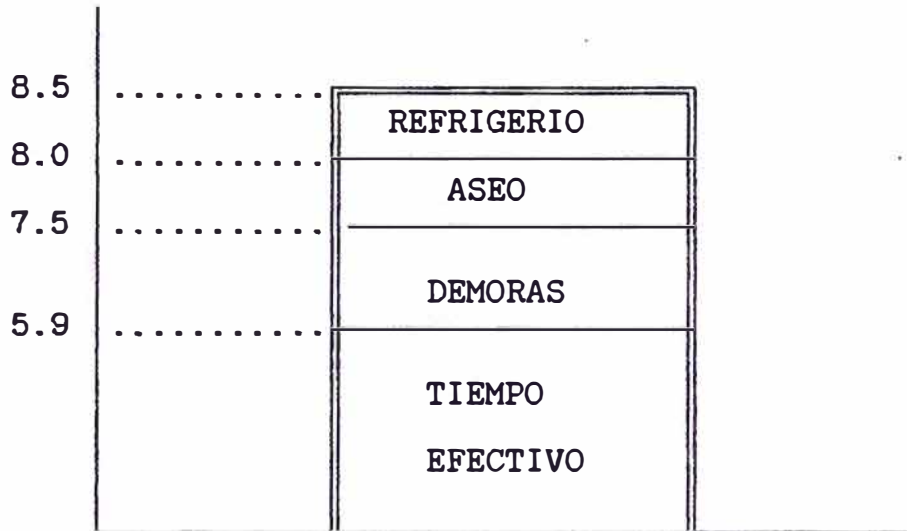 8.5 ...........
REFRIGERIO
8.0 ...........
ASEO
7.5 ...........
DEMORAS
5.9 ...........
TIEMPO
EFECTIVO